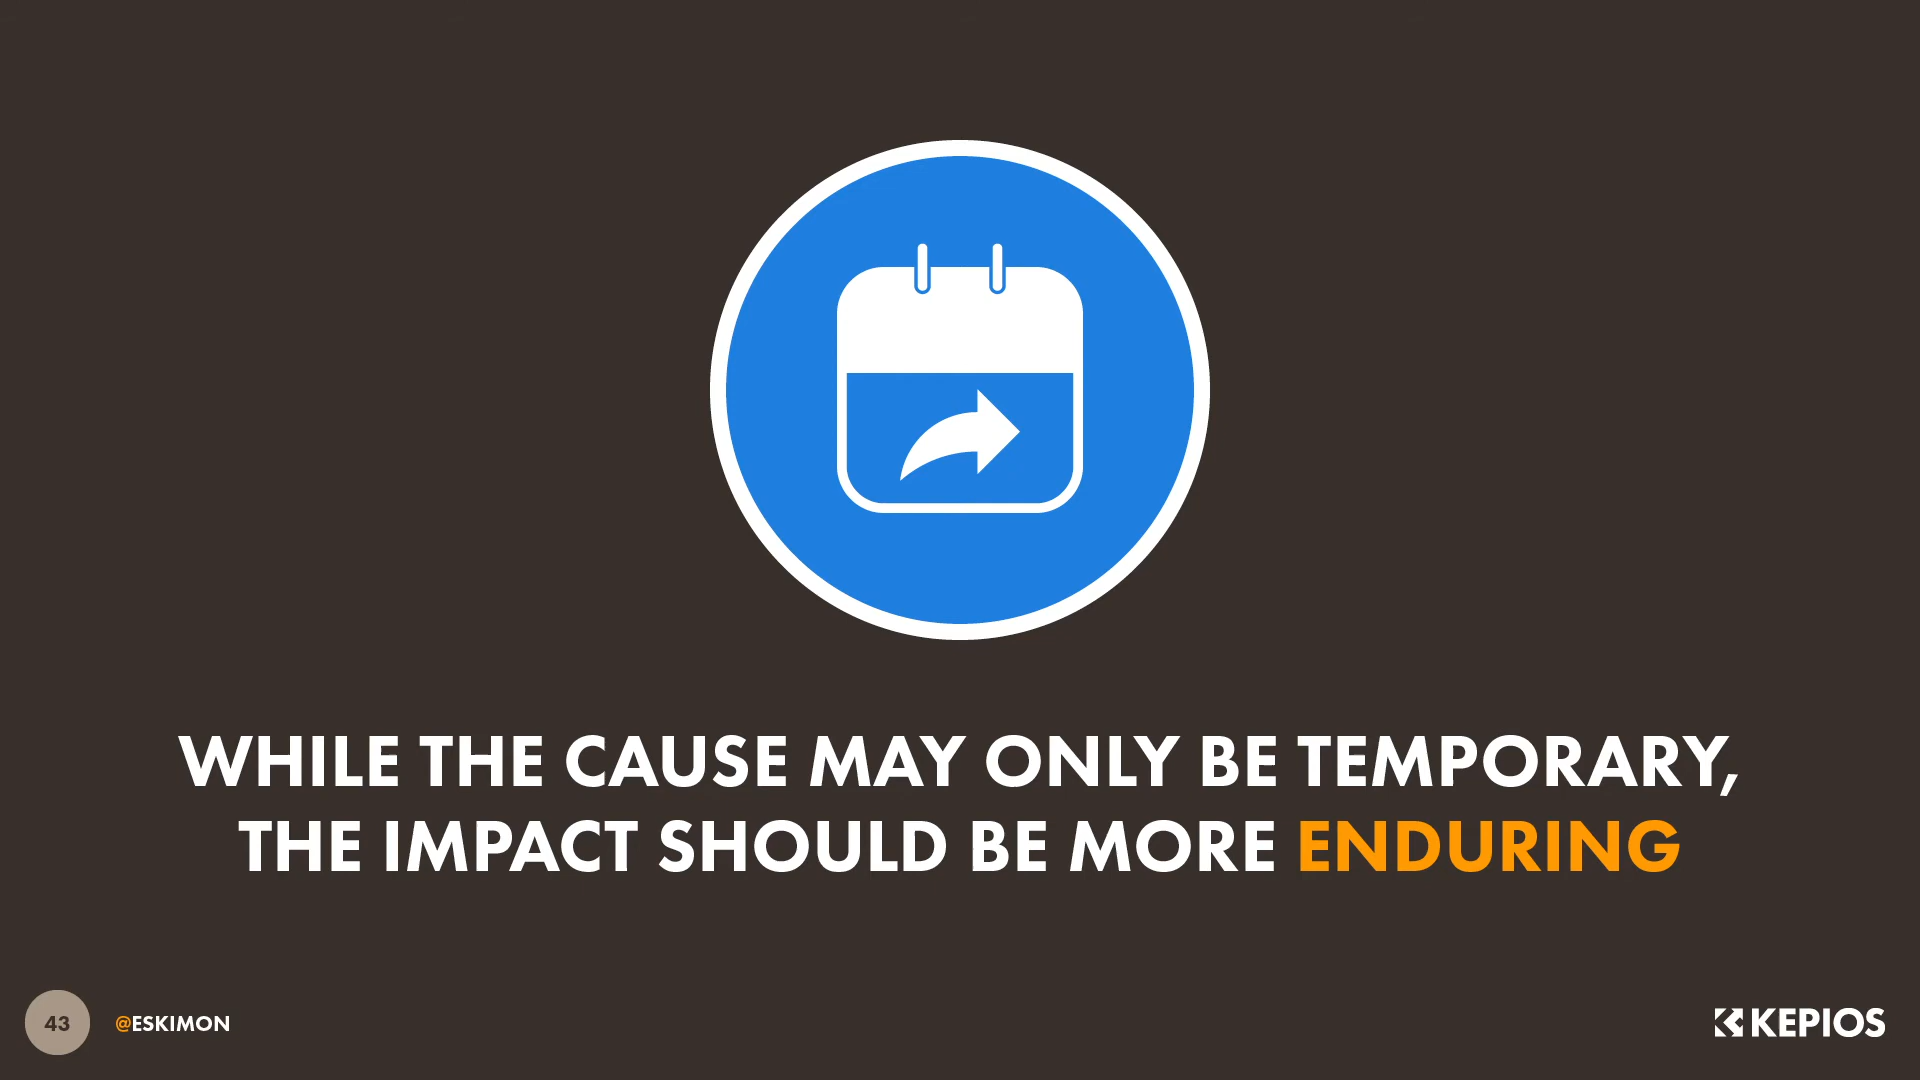 WHILE THE CAUSE MAY ONLY BE TEMPORARY,
THE IMPACT SHOULD BE MORE ENDURING
43
@ESKIMON
KEPIOS